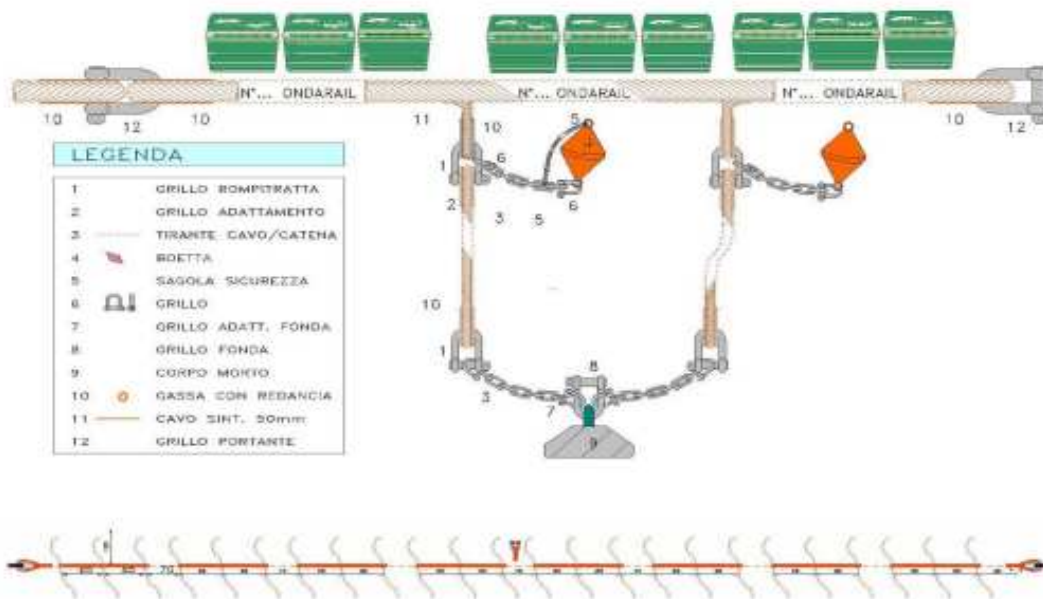 N°... ONDARAIL
N°... ONDARAIL
N°... ONDARAIL
10
12
10
11
10
5
10
12
LEGENDA
1 GRILLO ROMPITRATTA
2 GRILLO ADATTAMENTO
3 TIRANTE CAVO/CATENA
4 BOETTA
5 SAGOLA SICUREZZA
6 GRILLO
7 GRILLO ADATT. FONDA
8 GRILLO FONDA
9 CORPO MORTO
10 GASSA CON REDANCIA
11 CAVO SINT. 50mm
12 GRILLO PORTANTE
1
6
4
2
3
5
6
10
1
3
7
8
9
70